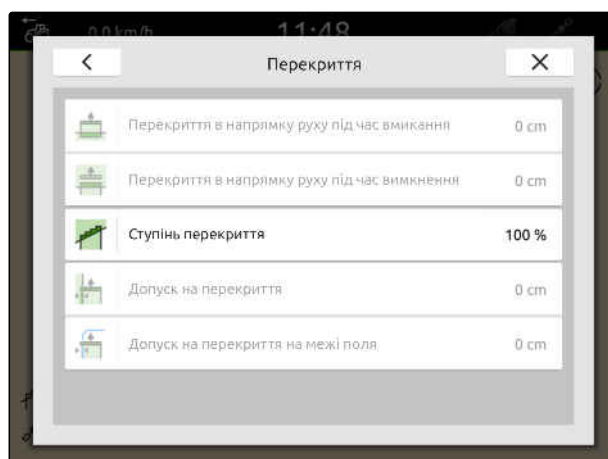 0.0 km/h 11:48
Перекриття
Перекриття в напрямку руху під час вмикання 0 cm
Перекриття в напрямку руху під час вимкнення 0 cm
Ступінь перекриття 100 %
Допуск на перекриття 0 cm
Допуск на перекриття на межі поля 0 cm